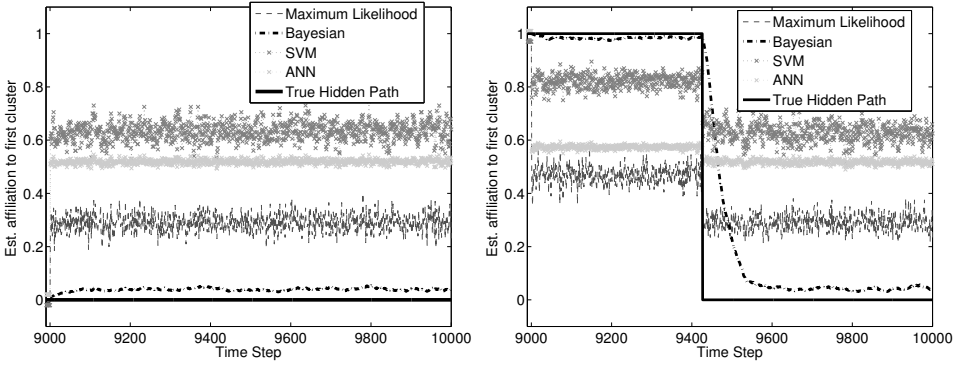 Maximum Likelihood
Bayesian
SVM
ANN
True Hidden Path
1
0.8
0.6
0.4
0.2
0
Est. affiliation to first cluster
9000 9200 9400 9600 9800 10000
Time Step
Maximum Likelihood
Bayesian
SVM
ANN
True Hidden Path
1
0.8
0.6
0.4
0.2
0
Est. affiliation to first cluster
9000 9200 9400 9600 9800 10000
Time Step